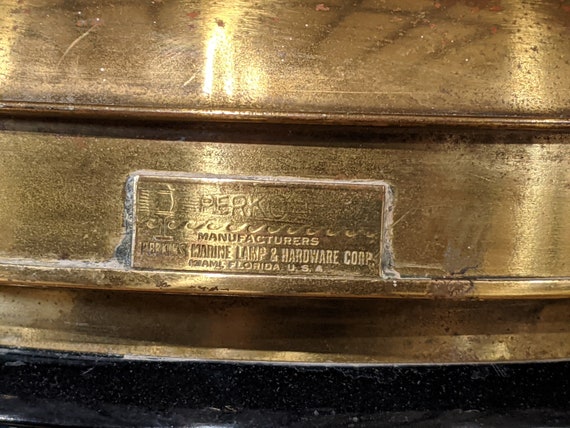 PERKO
MANUFACTURERS
PERKINS MARINE LAMP & HARDWARE CORP.
MIAMI, FLORIDA U. S. A